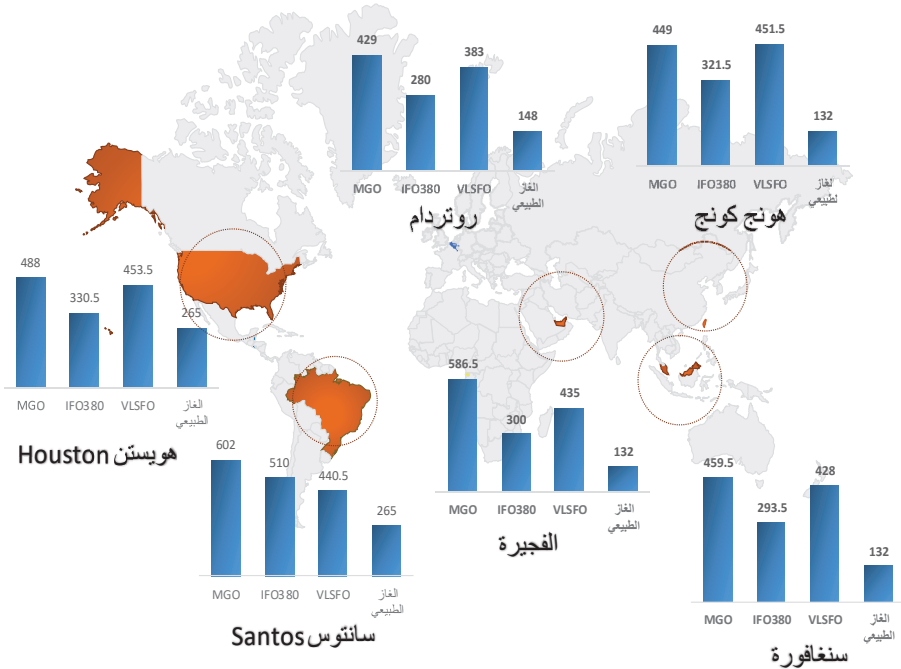 429
280
383
148
MGO
IFO380
VLSFO
الغاز
الطبيعي
روتردام
449
321.5
451.5
132
MGO
IFO380
VLSFO
لغاز
الطبيعي
هونج كونج
488
330.5
453.5
265
MGO
IFO380
VLSFO
الغاز
الطبيعي
هويستن Houston
586.5
300
435
132
MGO
IFO380
VLSFO
الغاز
الطبيعي
الفجيرة
602
510
440.5
265
MGO
IFO380
VLSFO
الغاز
الطبيعي
سانتوس Santos
459.5
293.5
428
132
MGO
IFO380
VLSFO
الغاز
الطبيعي
سنغافورة